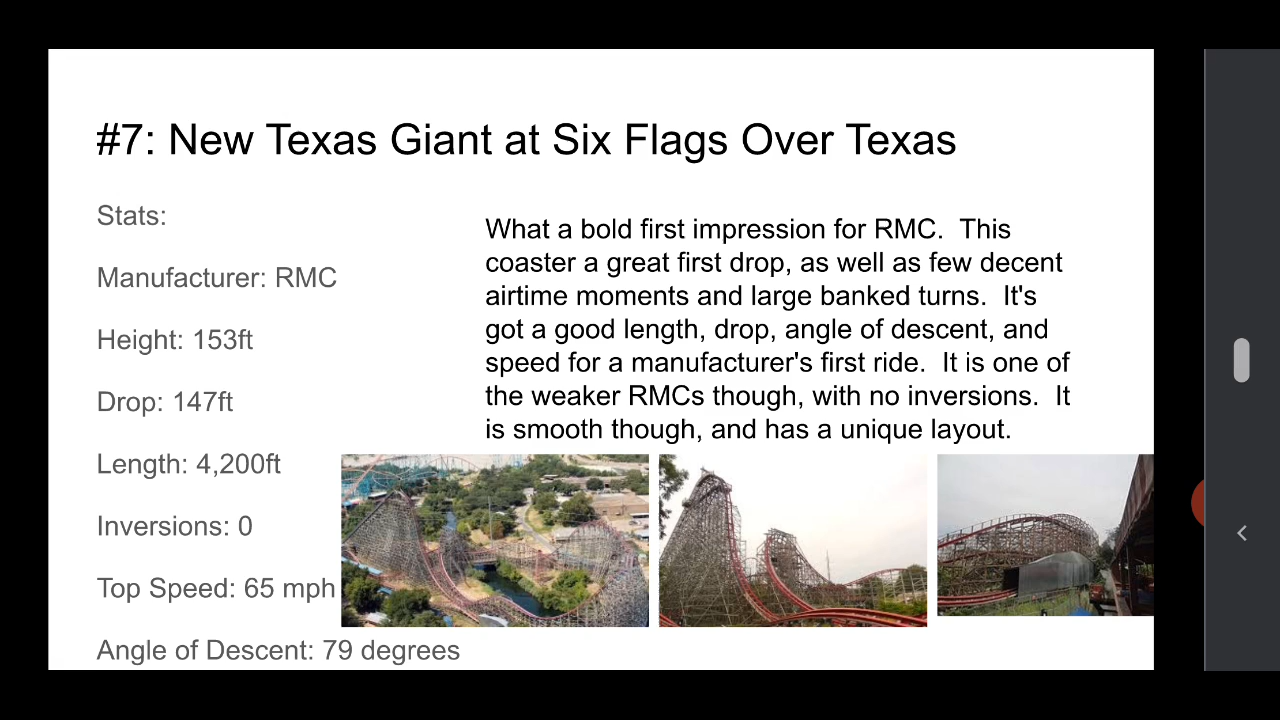 #7: New Texas Giant at Six Flags Over Texas
Stats:
Manufacturer: RMC
Height: 153ft
Drop: 147ft
Length: 4,200ft
Inversions: 0
Top Speed: 65 mph
Angle of Descent: 79 degrees
What a bold first impression for RMC.  This
coaster a great first drop, as well as few decent
airtime moments and large banked turns.  It's
got a good length, drop, angle of descent, and
speed for a manufacturer's first ride.  It is one of
the weaker RMCs though, with no inversions.  It
is smooth though, and has a unique layout.